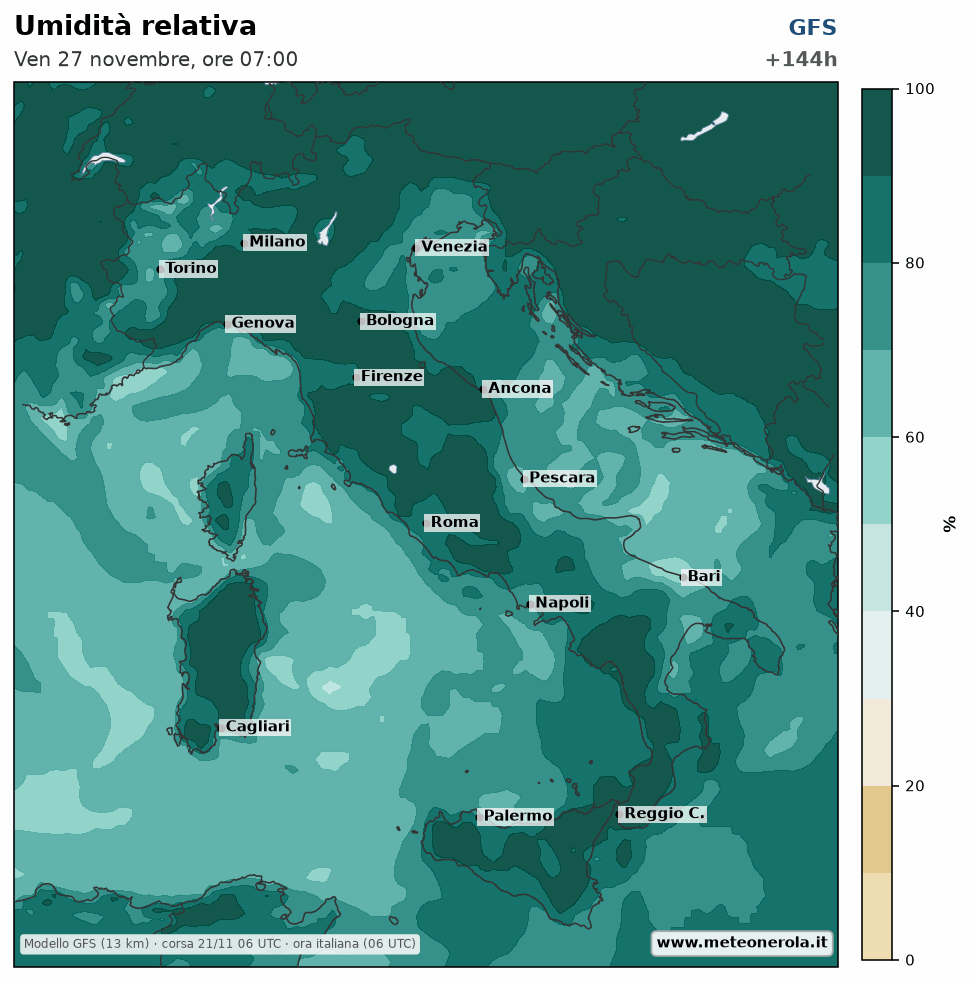 Umidità relativa
GFS
Ven 27 novembre, ore 07:00
+144h
100
80
60
40
20
0
%
Milano
Venezia
Torino
Genova
Bologna
Firenze
Ancona
Pescara
Roma
Bari
Napoli
Cagliari
Palermo
Reggio C.
Modello GFS (13 km) · corsa 21/11 06 UTC · ora italiana (06 UTC)
www.meteonerola.it